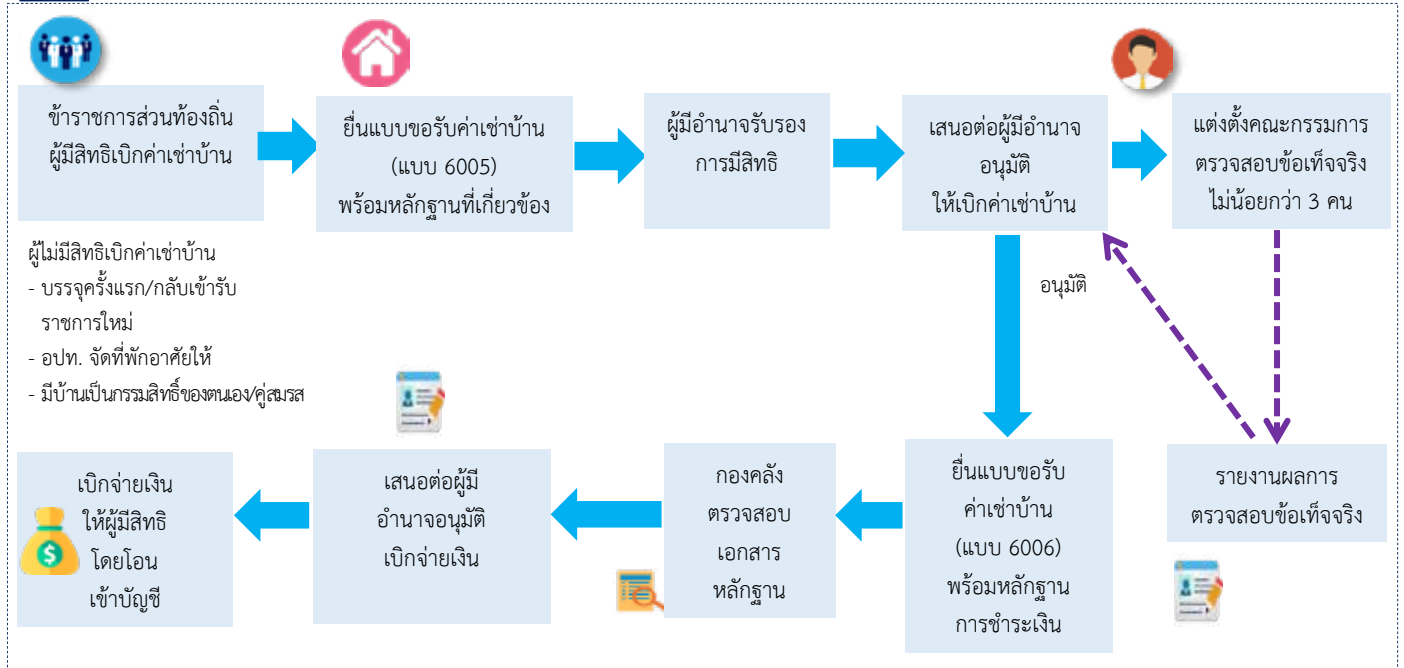 ข้าราชการส่วนท้องถิ่น
ผู้มีสิทธิเบิกค่าเช่าบ้าน
ยื่นแบบขอรับค่าเช่าบ้าน
(แบบ 6005)
พร้อมหลักฐานที่เกี่ยวข้อง
ผู้มีอำนาจรับรอง
การมีสิทธิ
เสนอต่อผู้มีอำนาจ
อนุมัติ
ให้เบิกค่าเช่าบ้าน
แต่งตั้งคณะกรรมการ
ตรวจสอบข้อเท็จจริง
ไม่น้อยกว่า 3 คน
ผู้ไม่มีสิทธิเบิกค่าเช่าบ้าน
- บรรจุครั้งแรก/กลับเข้ารับ
ราชการใหม่
- อปท. จัดที่พักอาศัยให้
- มีบ้านเป็นกรรมสิทธิ์ของตนเอง/คู่สมรส
อนุมัติ
รายงานผลการ
ตรวจสอบข้อเท็จจริง
ยื่นแบบขอรับ
ค่าเช่าบ้าน
(แบบ 6006)
พร้อมหลักฐาน
การชำระเงิน
กองคลัง
ตรวจสอบ
เอกสาร
หลักฐาน
เสนอต่อผู้มี
อำนาจอนุมัติ
เบิกจ่ายเงิน
เบิกจ่ายเงิน
ให้ผู้มีสิทธิ
โดยโอน
เข้าบัญชี